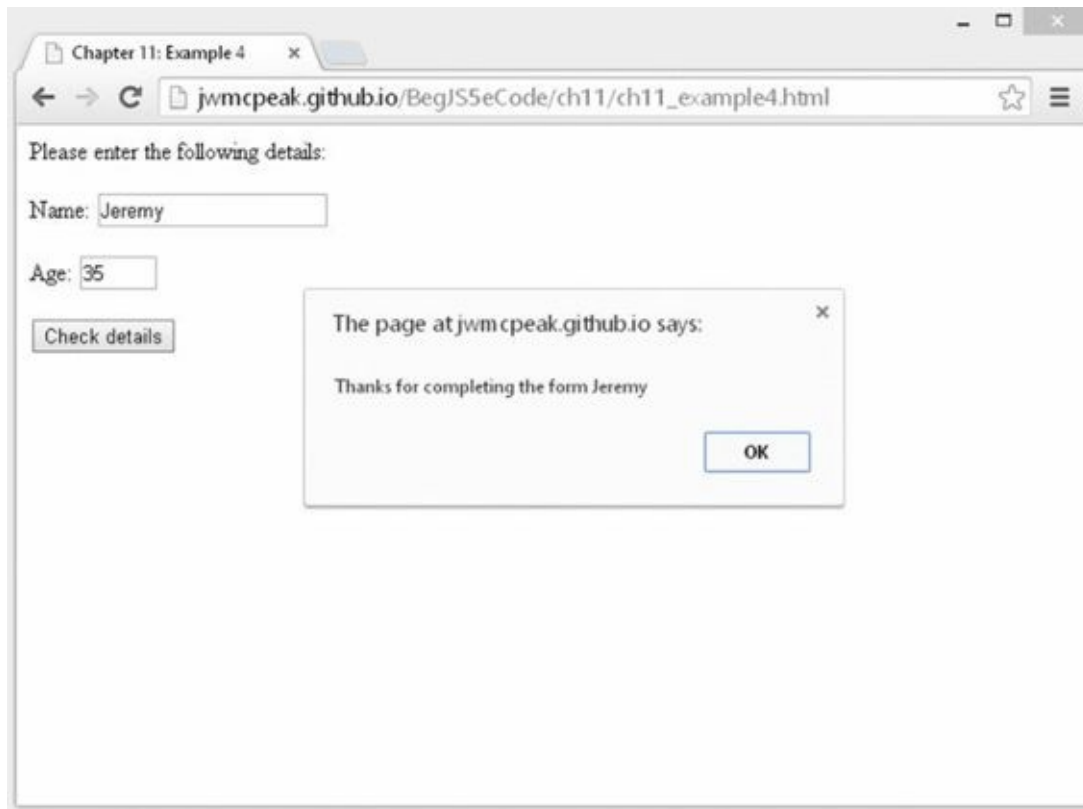 Chapter 11: Example 4
jwmcpeak.github.io/BegJS5eCode/ch11/ch11_example4.html
Please enter the following details:
Name: Jeremy
Age: 35
Check details
The page at jwmcpeak.github.io says:
Thanks for completing the form Jeremy
OK